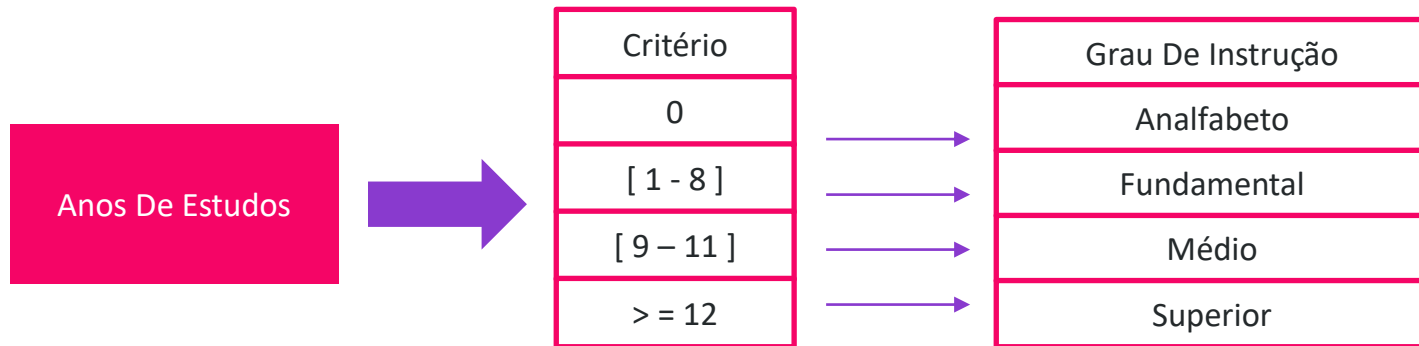 Anos De Estudos
Critério
0
[ 1 - 8 ]
[ 9 – 11 ]
> = 12
Grau De Instrução
Analfabeto
Fundamental
Médio
Superior